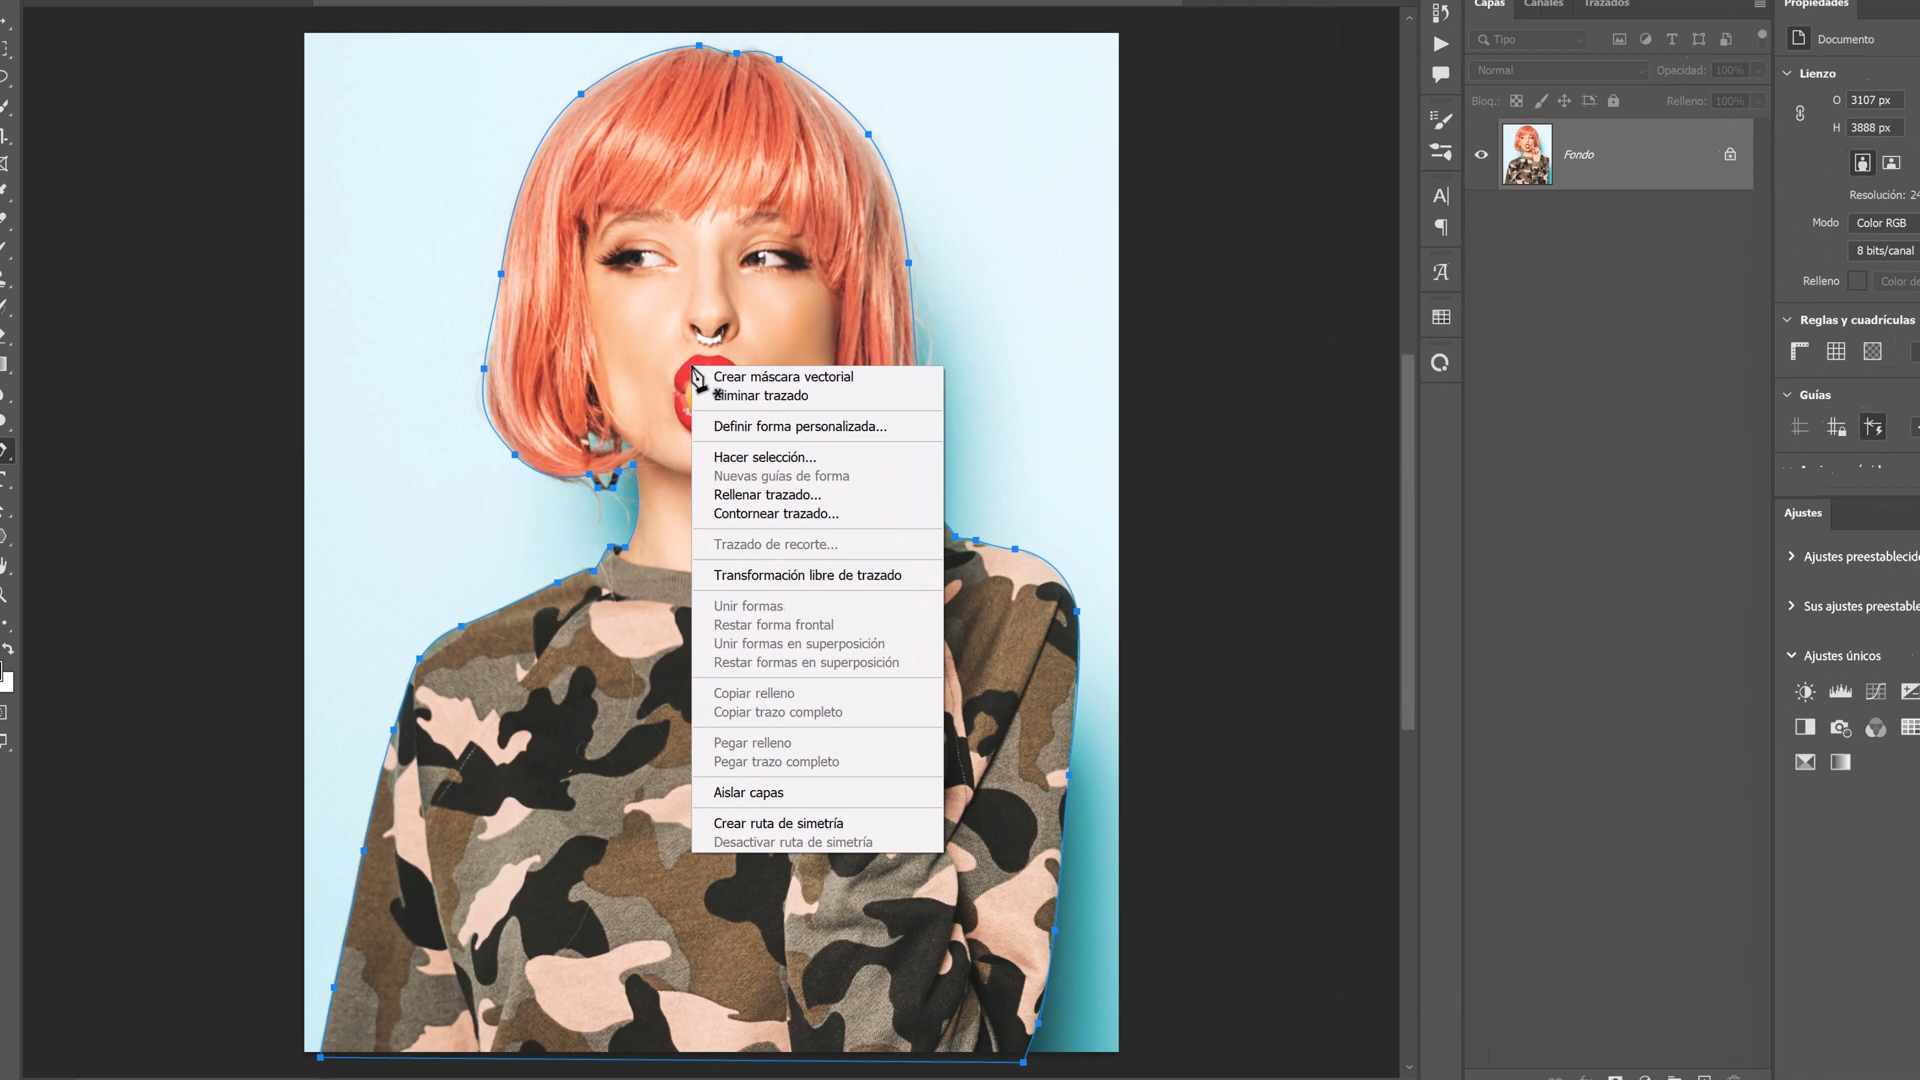 Capas Canales Trazados
Tipo
Normal Opacidad: 100%
Bloq.: Relleno: 100%
Fondo
Propiedades
Documento
Lienzo
O 3107 px
H 3888 px
Resolución: 24
Modo Color RGB
8 bits/canal
Relleno Color de
Reglas y cuadrículas
Guías
Ajustes
Ajustes preestablecido
Sus ajustes preestable
Ajustes únicos
Crear máscara vectorial
Eliminar trazado
Definir forma personalizada...
Hacer selección...
Nuevas guías de forma
Rellenar trazado...
Contornear trazado...
Trazado de recorte...
Transformación libre de trazado
Unir formas
Restar forma frontal
Unir formas en superposición
Restar formas en superposición
Copiar relleno
Copiar trazo completo
Pegar relleno
Pegar trazo completo
Aislar capas
Crear ruta de simetría
Desactivar ruta de simetría